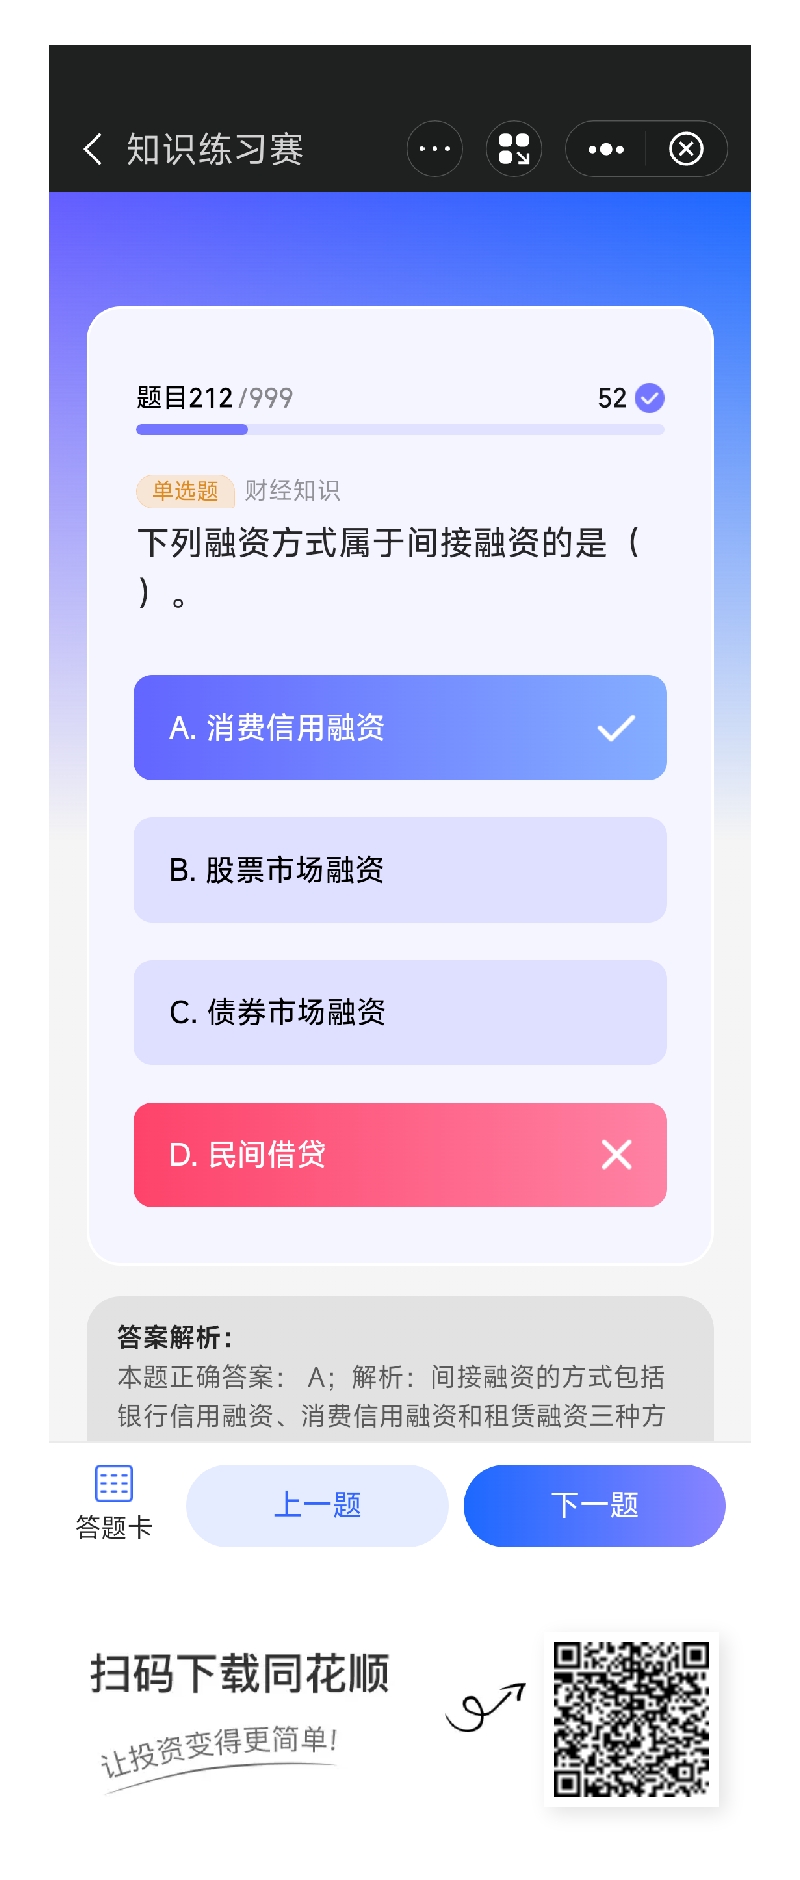 知识练习赛
题目212/999
52
单选题 财经知识
下列融资方式属于间接融资的是（
）。
A. 消费信用融资
B. 股票市场融资
C. 债券市场融资
D. 民间借贷
答案解析：
本题正确答案： A；解析：间接融资的方式包括
银行信用融资、消费信用融资和租赁融资三种方
答题卡
上一题
下一题
扫码下载同花顺
让投资变得更简单!